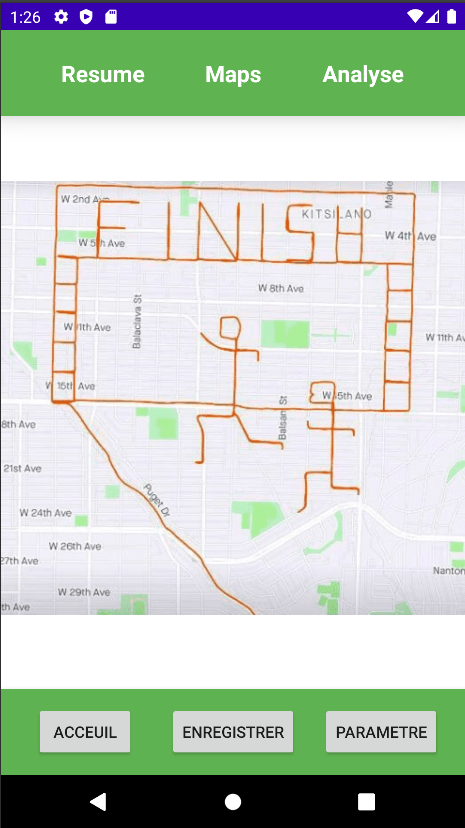 1:26
Resume Maps Analyse
W 2nd Ave
Maple
FINISH
KITSILANO
W 5th Ave
W 4th Ave
W 8th Ave
Balaclava St
W 11th Ave
W 11th Av
W 16th Ave
W 15th Ave
Balsam St
8th Ave
21st Ave
Puget Dr
W 24th Ave
W 26th Ave
27th Ave
Nanton
W 29th Ave
th Ave
ACCEUIL ENREGISTRER PARAMETRE